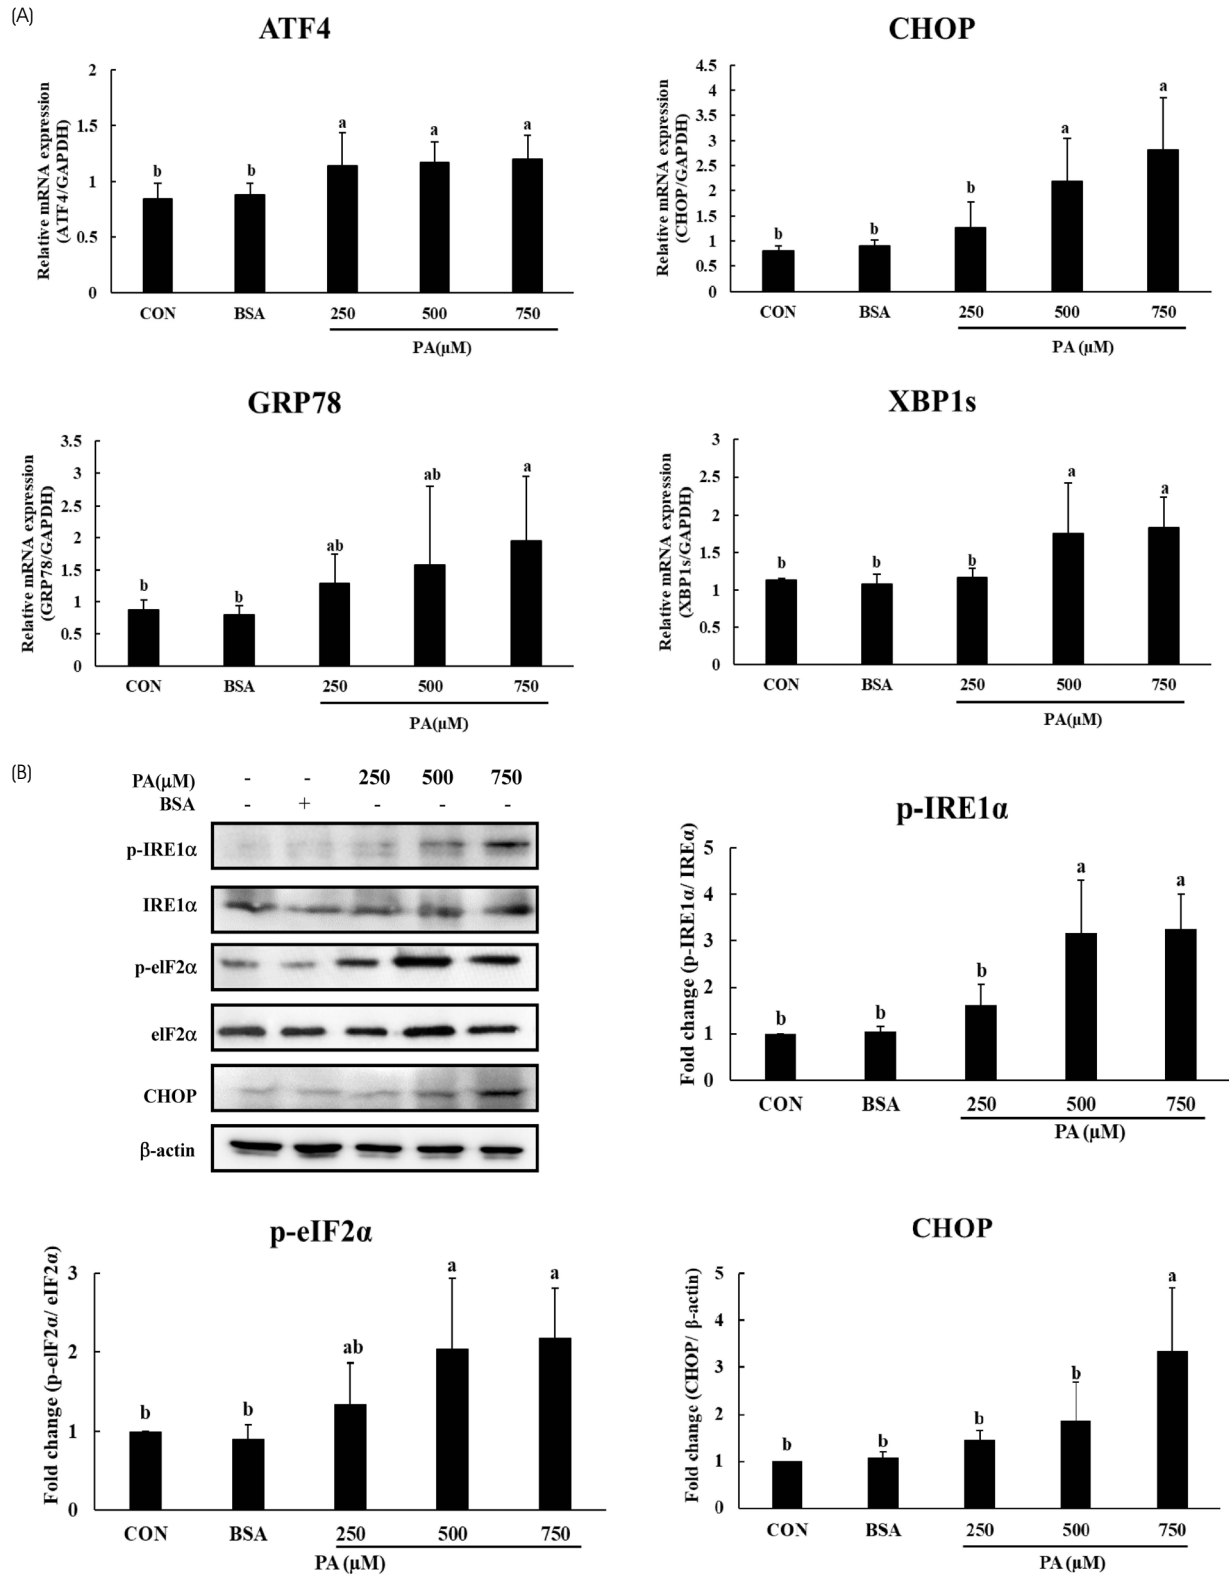 (A)
ATF4
Relative mRNA expression
(ATF4/GAPDH)
2
1.5
1
0.5
0
b
b
a
a
a
CON BSA 250 500 750
PA(μM)
CHOP
Relative mRNA expression
(CHOP/GAPDH)
4.5
4
3.5
3
2.5
2
1.5
1
0.5
0
b
b
b
a
a
CON BSA 250 500 750
PA (μM)
GRP78
Relative mRNA expression
(GRP78/GAPDH)
3.5
3
2.5
2
1.5
1
0.5
0
b
b
ab
ab
a
CON BSA 250 500 750
PA(μM)
XBP1s
Relative mRNA expression
(XBP1s/GAPDH)
3
2.5
2
1.5
1
0.5
0
b
b
b
a
a
CON BSA 250 500 750
PA(μM)
(B)
PA(μM) - - 250 500 750
BSA - + - - -
p-IRE1α
IRE1α
p-eIF2α
eIF2α
CHOP
β-actin
p-IRE1α
Fold change (p-IRE1α/ IREα)
5
4
3
2
1
0
b
b
b
a
a
CON BSA 250 500 750
PA (μM)
p-eIF2α
Fold change (p-eIF2α/ eIF2α)
3
2
1
0
b
b
ab
a
a
CON BSA 250 500 750
PA (μM)
CHOP
Fold change (CHOP/ β-actin)
5
4
3
2
1
0
b
b
b
b
a
CON BSA 250 500 750
PA (μM)